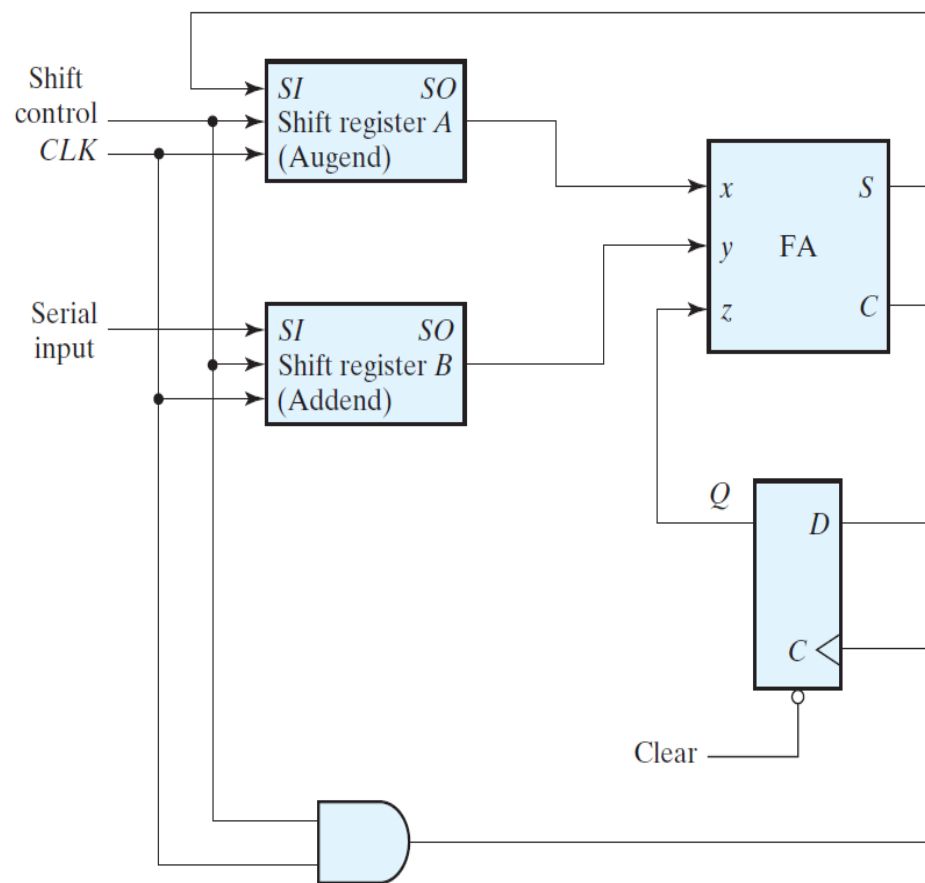 Shift
control
CLK
SI SO
Shift register A
(Augend)
Serial
input
SI SO
Shift register B
(Addend)
x S
y FA
z C
Q
D
C
Clear